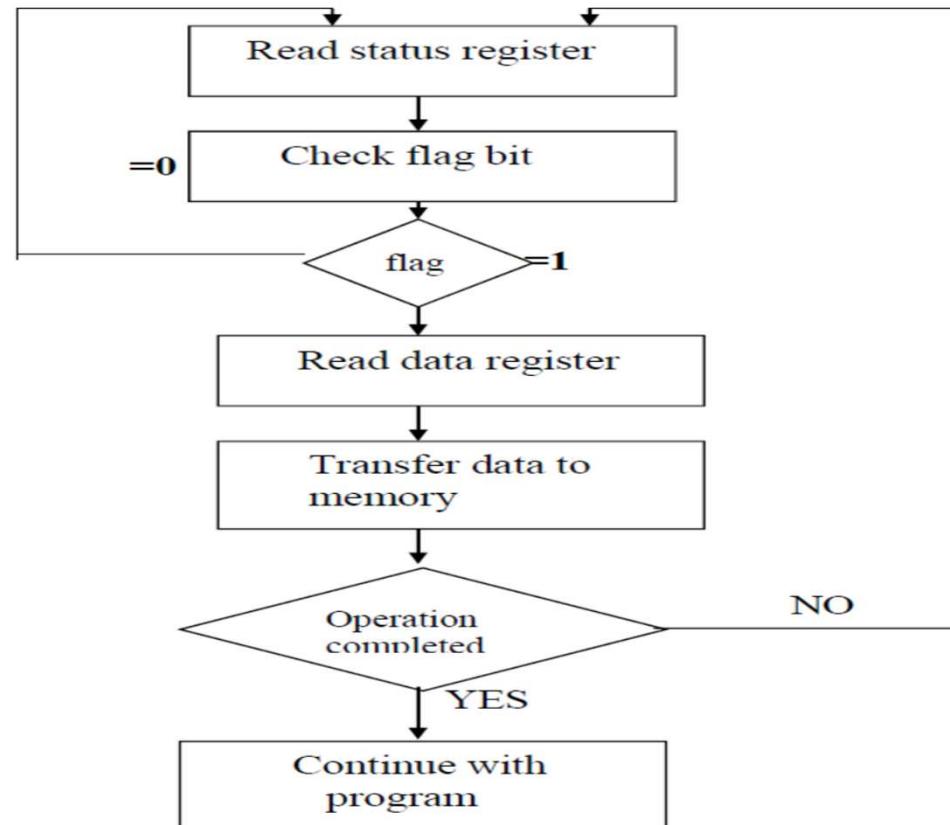 Read status register
Check flag bit
=0
flag
=1
Read data register
Transfer data to
memory
Operation
completed
NO
YES
Continue with
program